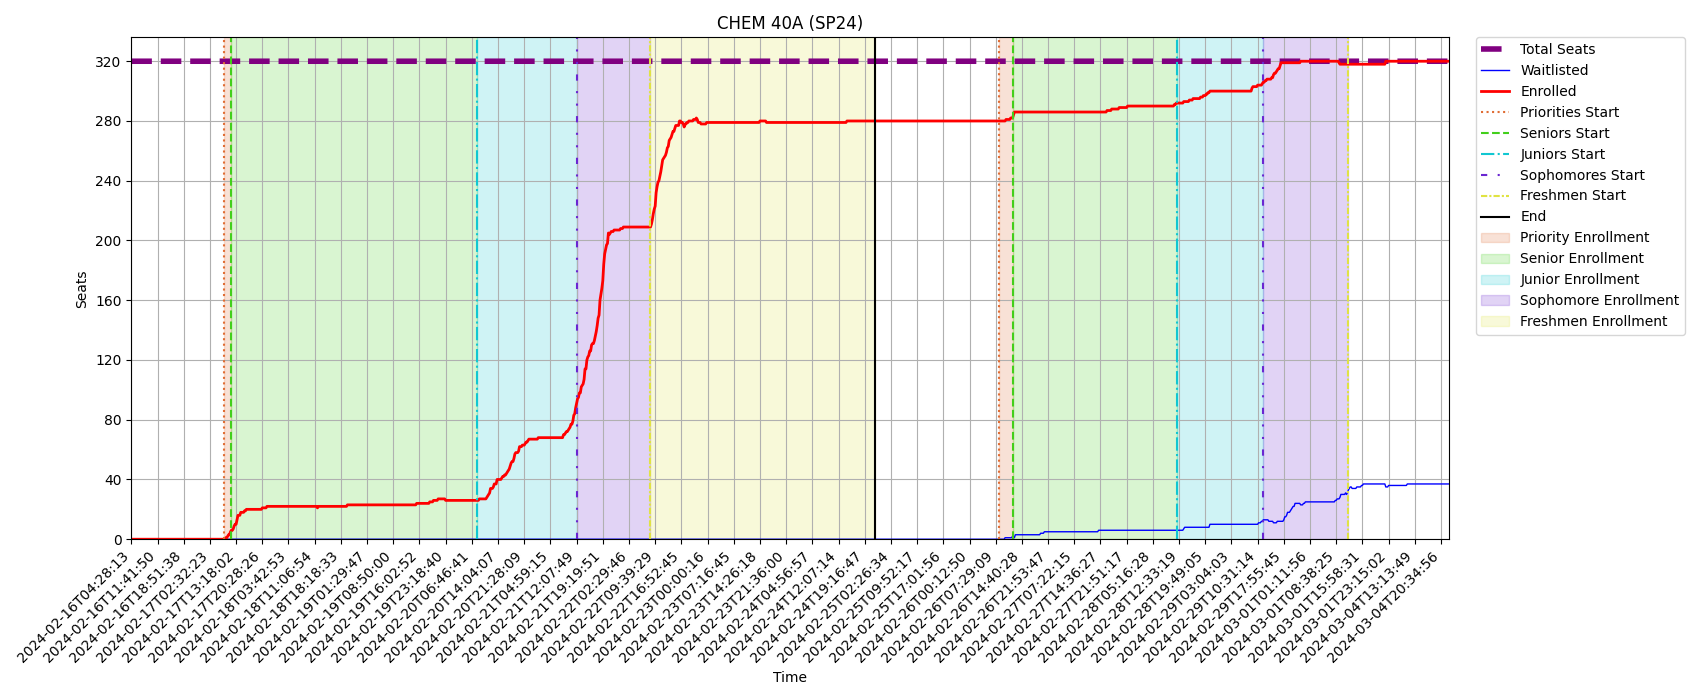 CHEM 40A (SP24)
Seats
320
280
240
200
160
120
80
40
0
2024-02-16T04:28:13
2024-02-16T11:41:50
2024-02-16T18:51:38
2024-02-17T02:32:23
2024-02-17T13:18:02
2024-02-17T20:28:26
2024-02-18T03:42:53
2024-02-18T11:06:54
2024-02-18T18:18:33
2024-02-19T01:29:47
2024-02-19T08:50:00
2024-02-19T16:02:52
2024-02-19T23:18:40
2024-02-20T06:46:41
2024-02-20T14:04:07
2024-02-20T21:28:09
2024-02-21T04:59:15
2024-02-21T12:07:49
2024-02-21T19:19:51
2024-02-22T02:29:46
2024-02-22T09:39:29
2024-02-22T16:52:45
2024-02-23T00:00:16
2024-02-23T07:16:45
2024-02-23T14:26:18
2024-02-23T21:36:00
2024-02-24T04:56:57
2024-02-24T12:07:14
2024-02-24T19:16:47
2024-02-25T02:26:34
2024-02-25T09:52:17
2024-02-25T17:01:56
2024-02-26T00:12:50
2024-02-26T07:29:09
2024-02-26T14:40:28
2024-02-26T21:53:47
2024-02-27T07:22:15
2024-02-27T14:36:27
2024-02-27T21:51:17
2024-02-28T05:16:28
2024-02-28T12:33:19
2024-02-28T19:49:05
2024-02-29T03:04:03
2024-02-29T10:31:14
2024-02-29T17:55:45
2024-03-01T01:11:56
2024-03-01T08:38:25
2024-03-01T15:58:31
2024-03-01T23:15:02
2024-03-04T13:13:49
2024-03-04T20:34:56
Time
Total Seats
Waitlisted
Enrolled
Priorities Start
Seniors Start
Juniors Start
Sophomores Start
Freshmen Start
End
Priority Enrollment
Senior Enrollment
Junior Enrollment
Sophomore Enrollment
Freshmen Enrollment